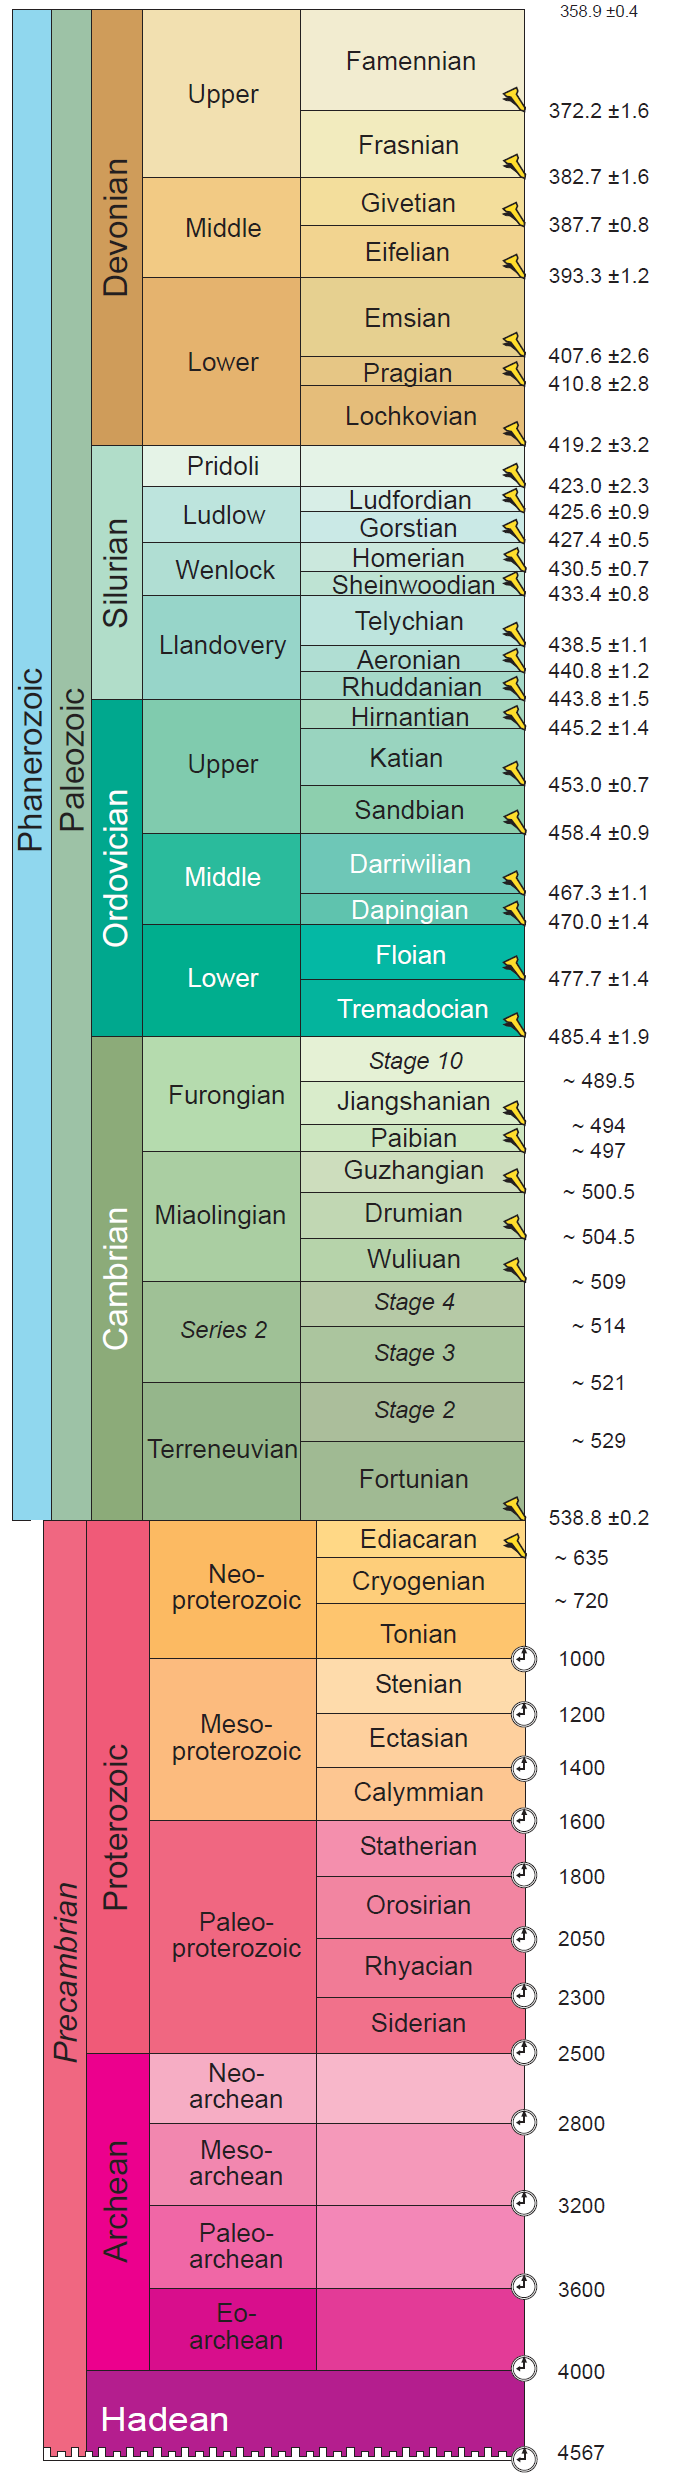 358.9 ±0.4
Phanerozoic
Paleozoic
Devonian
Upper
Famennian
372.2 ±1.6
Frasnian
382.7 ±1.6
Middle
Givetian
387.7 ±0.8
Eifelian
393.3 ±1.2
Lower
Emsian
407.6 ±2.6
Pragian
410.8 ±2.8
Lochkovian
419.2 ±3.2
Silurian
Pridoli
423.0 ±2.3
Ludlow
Ludfordian
425.6 ±0.9
Gorstian
427.4 ±0.5
Wenlock
Homerian
430.5 ±0.7
Sheinwoodian
433.4 ±0.8
Llandovery
Telychian
438.5 ±1.1
Aeronian
440.8 ±1.2
Rhuddanian
443.8 ±1.5
Ordovician
Upper
Hirnantian
445.2 ±1.4
Katian
453.0 ±0.7
Sandbian
458.4 ±0.9
Middle
Darriwilian
467.3 ±1.1
Dapingian
470.0 ±1.4
Lower
Floian
477.7 ±1.4
Tremadocian
485.4 ±1.9
Cambrian
Furongian
Stage 10
~ 489.5
Jiangshanian
~ 494
Paibian
~ 497
Miaolingian
Guzhangian
~ 500.5
Drumian
~ 504.5
Wuliuan
~ 509
Series 2
Stage 4
~ 514
Stage 3
~ 521
Terreneuvian
Stage 2
~ 529
Fortunian
538.8 ±0.2
Precambrian
Proterozoic
Neo-
proterozoic
Ediacaran
~ 635
Cryogenian
~ 720
Tonian
1000
Meso-
proterozoic
Stenian
1200
Ectasian
1400
Calymmian
1600
Paleo-
proterozoic
Statherian
1800
Orosirian
2050
Rhyacian
2300
Siderian
2500
Archean
Neo-
archean
2800
Meso-
archean
3200
Paleo-
archean
3600
Eo-
archean
4000
Hadean
4567